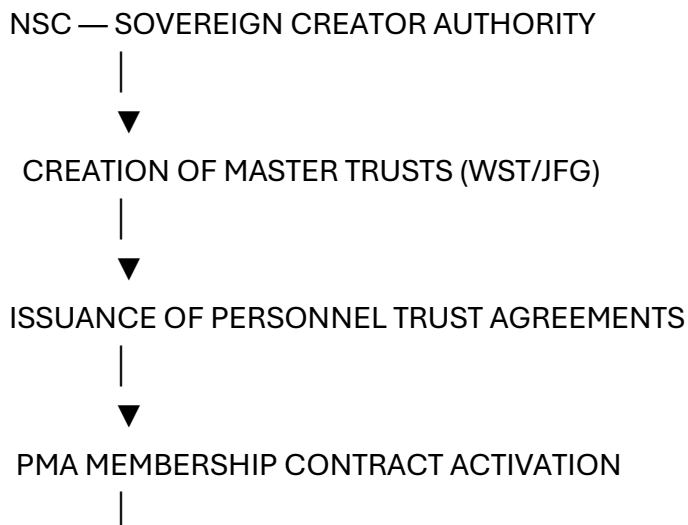 NSC — SOVEREIGN CREATOR AUTHORITY
│
▼
CREATION OF MASTER TRUSTS (WST/JFG)
│
▼
ISSUANCE OF PERSONNEL TRUST AGREEMENTS
│
▼
PMA MEMBERSHIP CONTRACT ACTIVATION
│